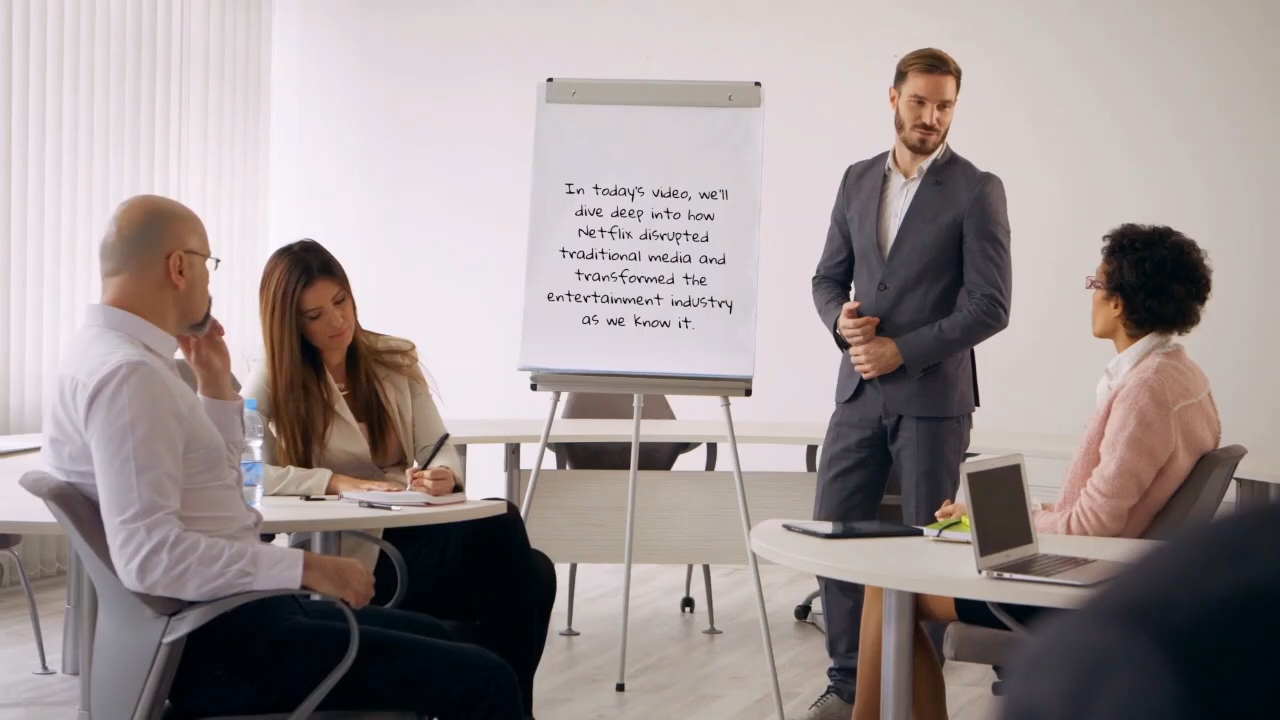 In today's video, we'll
dive deep into how
Netflix disrupted
traditional media and
transformed the
entertainment industry
as we know it.